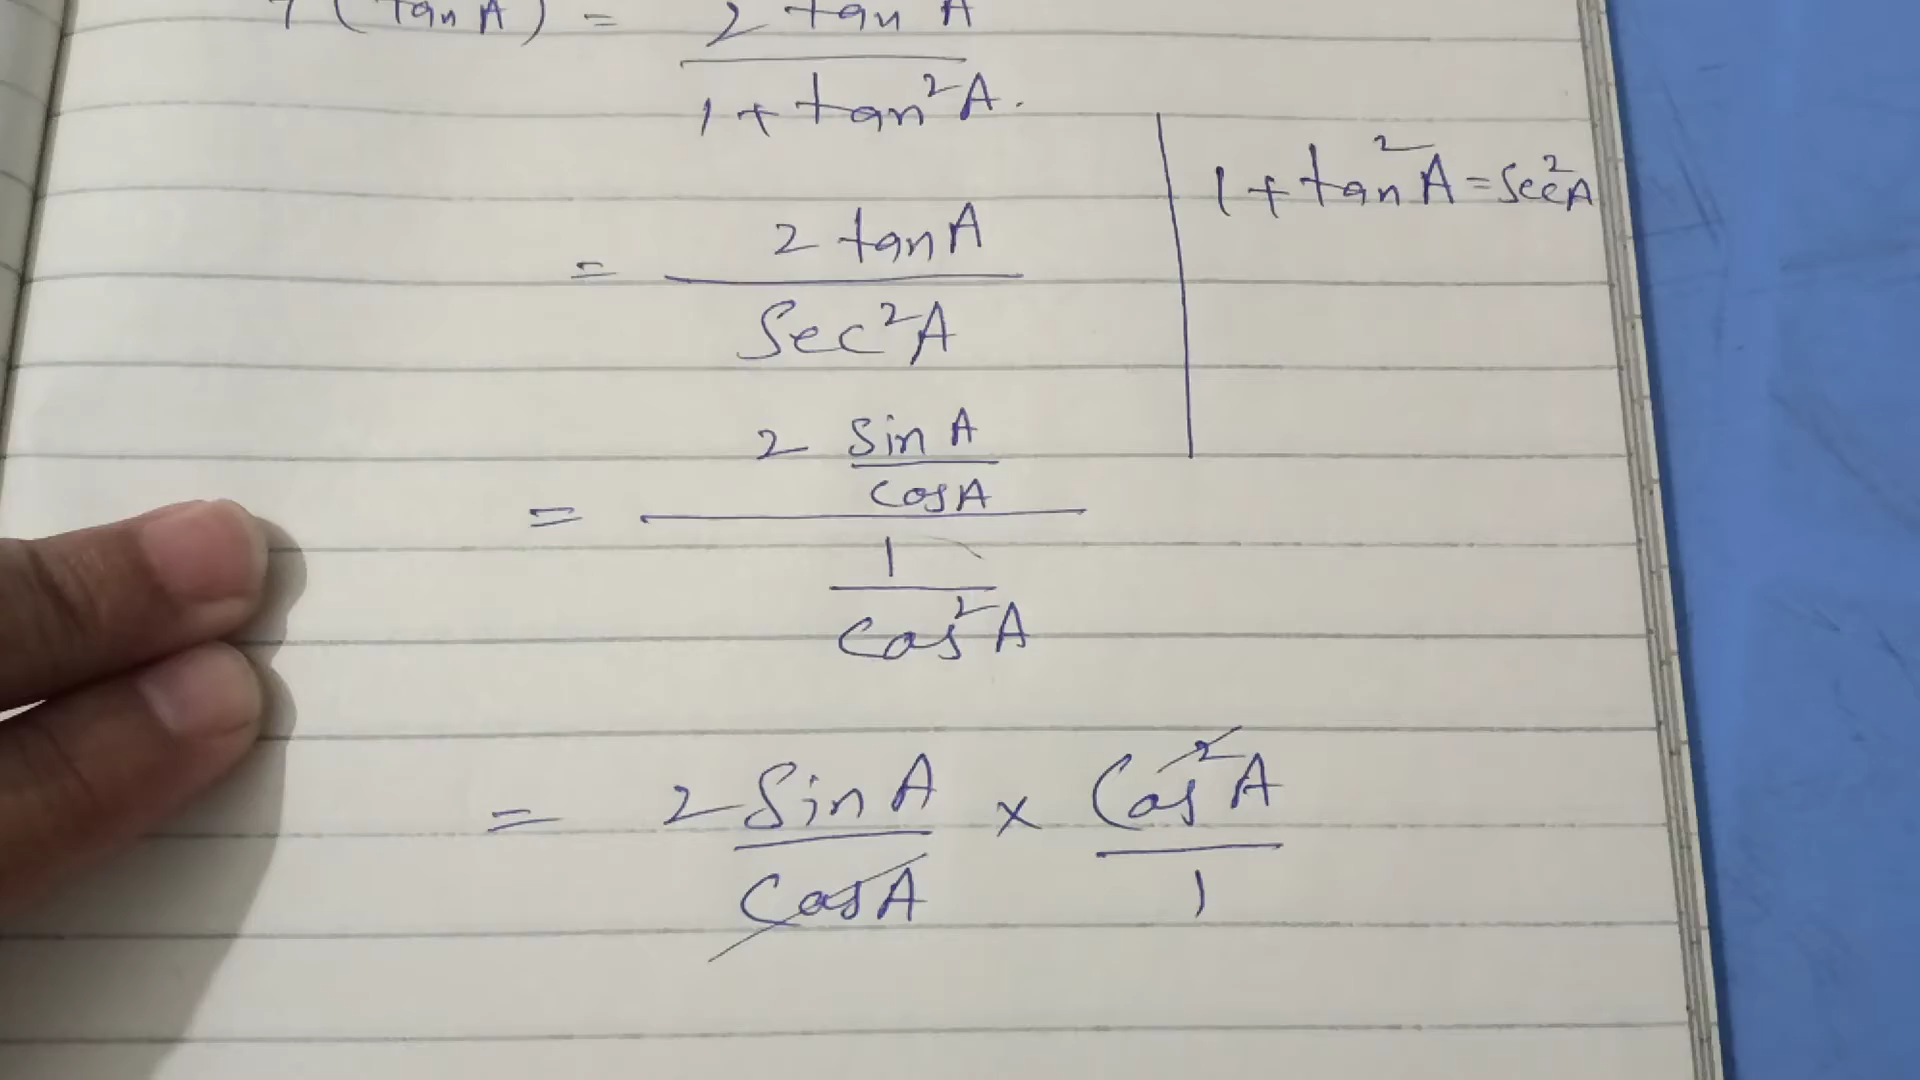 (tan A) = 2 tan A
1 + tan²A.
1 + tan²A = Sec²A
= 2 tan A
Sec²A
2 Sin A
Cos A
=
1
Cos²A
= 2 Sin A × Cos²A
Cos A 1